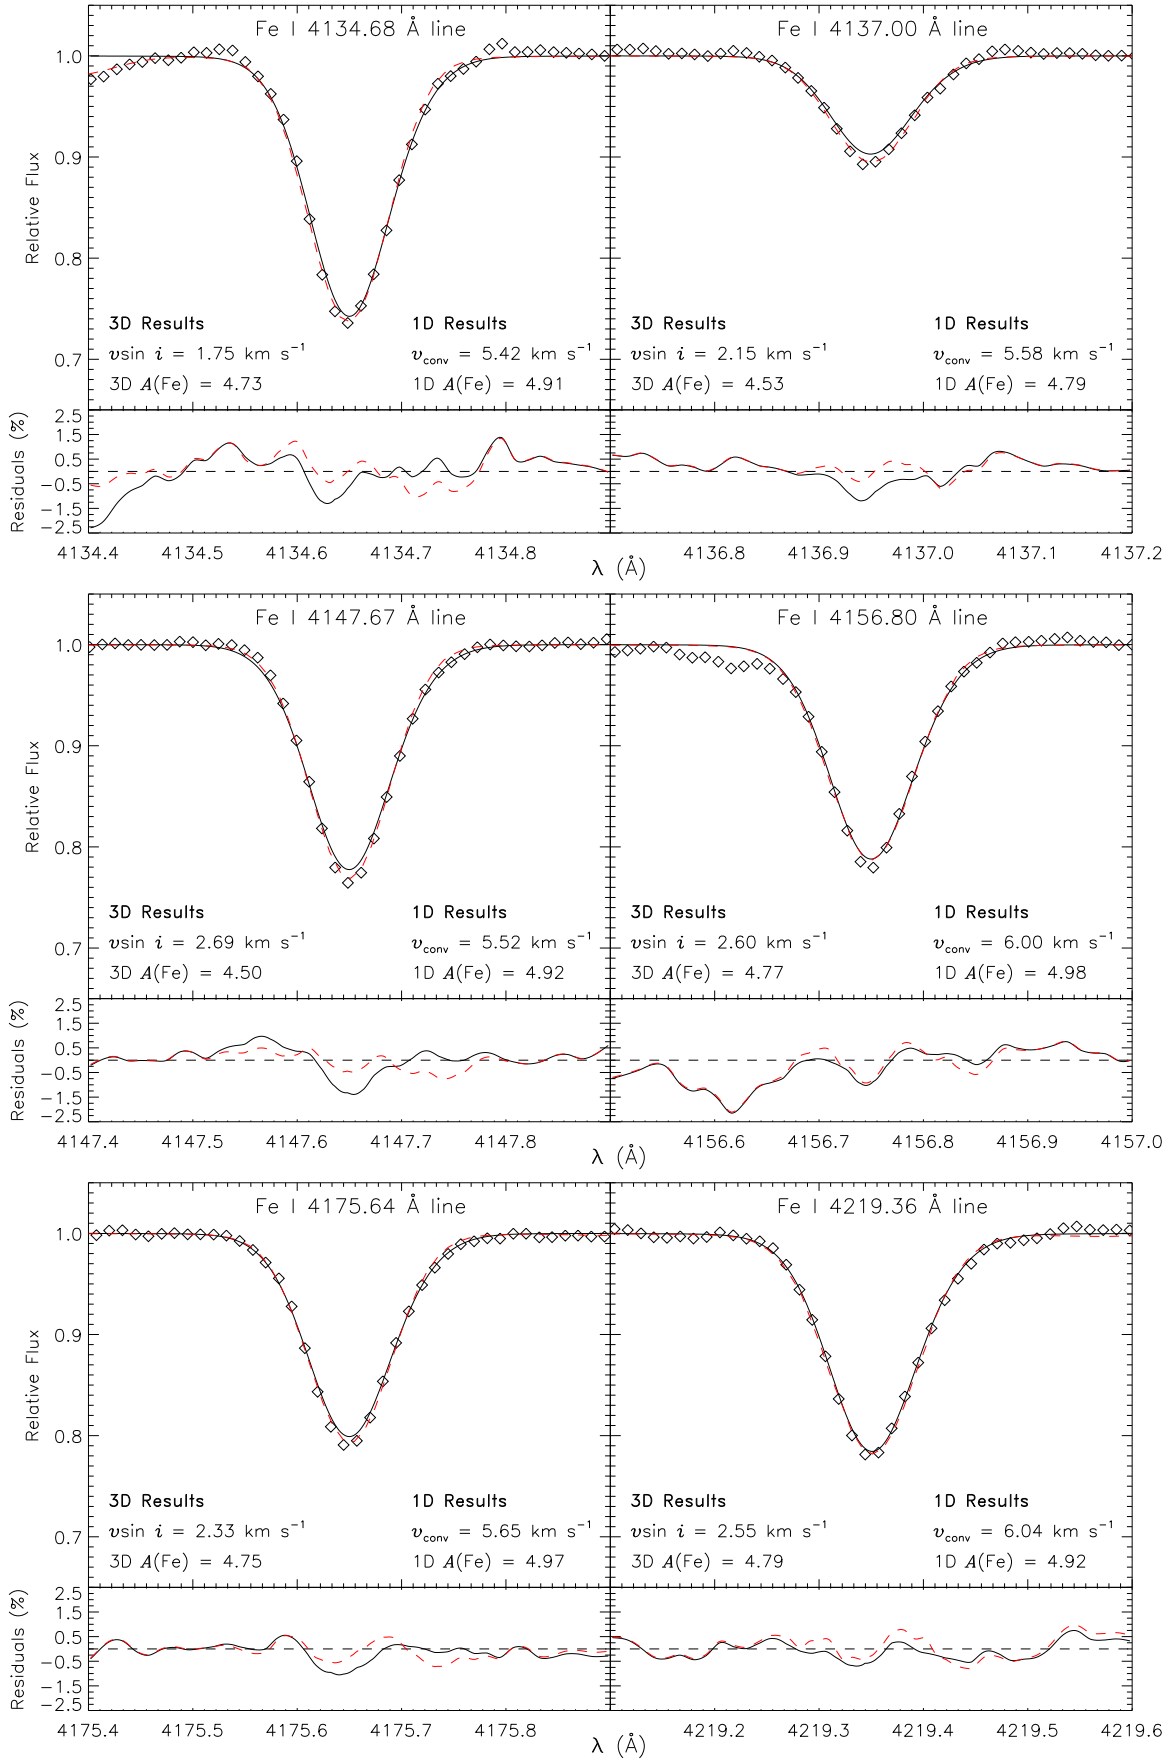 Fe I 4134.68 Å line
Fe I 4137.00 Å line
Relative Flux
1.0
0.9
0.8
0.7
3D Results
υsin i = 1.75 km s⁻¹
3D A(Fe) = 4.73
1D Results
υconv = 5.42 km s⁻¹
1D A(Fe) = 4.91
3D Results
υsin i = 2.15 km s⁻¹
3D A(Fe) = 4.53
1D Results
υconv = 5.58 km s⁻¹
1D A(Fe) = 4.79
Residuals (%)
2.5
1.5
0.5
−0.5
−1.5
−2.5
4134.4 4134.5 4134.6 4134.7 4134.8 4136.8 4136.9 4137.0 4137.1 4137.2
λ (Å)
Fe I 4147.67 Å line
Fe I 4156.80 Å line
Relative Flux
1.0
0.9
0.8
0.7
3D Results
υsin i = 2.69 km s⁻¹
3D A(Fe) = 4.50
1D Results
υconv = 5.52 km s⁻¹
1D A(Fe) = 4.92
3D Results
υsin i = 2.60 km s⁻¹
3D A(Fe) = 4.77
1D Results
υconv = 6.00 km s⁻¹
1D A(Fe) = 4.98
Residuals (%)
2.5
1.5
0.5
−0.5
−1.5
−2.5
4147.4 4147.5 4147.6 4147.7 4147.8 4156.6 4156.7 4156.8 4156.9 4157.0
λ (Å)
Fe I 4175.64 Å line
Fe I 4219.36 Å line
Relative Flux
1.0
0.9
0.8
0.7
3D Results
υsin i = 2.33 km s⁻¹
3D A(Fe) = 4.75
1D Results
υconv = 5.65 km s⁻¹
1D A(Fe) = 4.97
3D Results
υsin i = 2.55 km s⁻¹
3D A(Fe) = 4.79
1D Results
υconv = 6.04 km s⁻¹
1D A(Fe) = 4.92
Residuals (%)
2.5
1.5
0.5
−0.5
−1.5
−2.5
4175.4 4175.5 4175.6 4175.7 4175.8 4219.2 4219.3 4219.4 4219.5 4219.6
λ (Å)